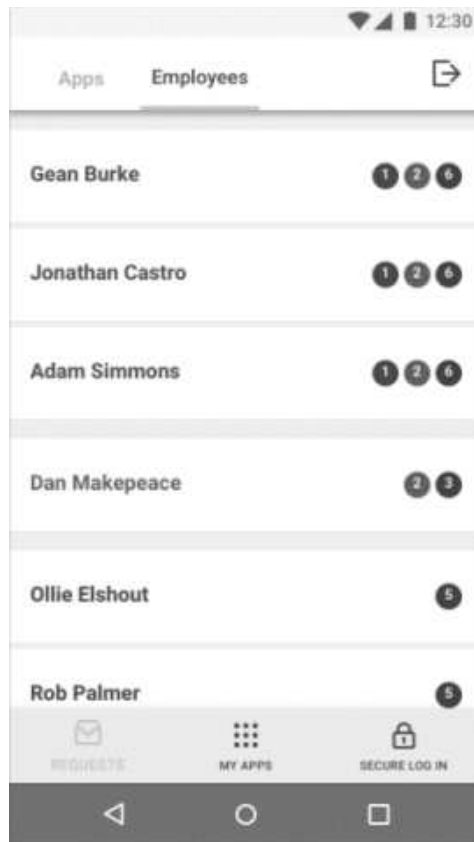 12:30
Apps Employees
Gean Burke 1 2 6
Jonathan Castro 1 2 6
Adam Simmons 1 2 6
Dan Makepeace 2 3
Ollie Elshout 5
Rob Palmer 5
REQUESTS MY APPS SECURE LOG IN